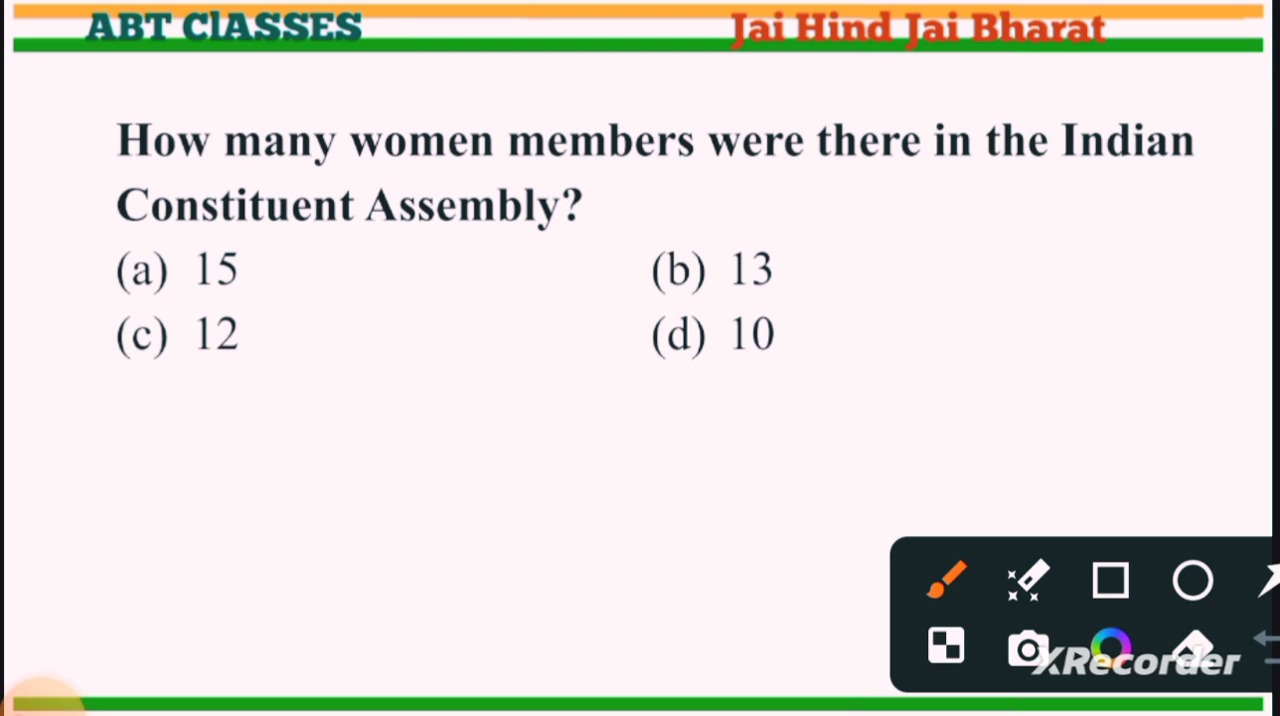 ABT ClASSES Jai Hind Jai Bharat
How many women members were there in the Indian
Constituent Assembly?
(a) 15 (b) 13
(c) 12 (d) 10
XRecorder